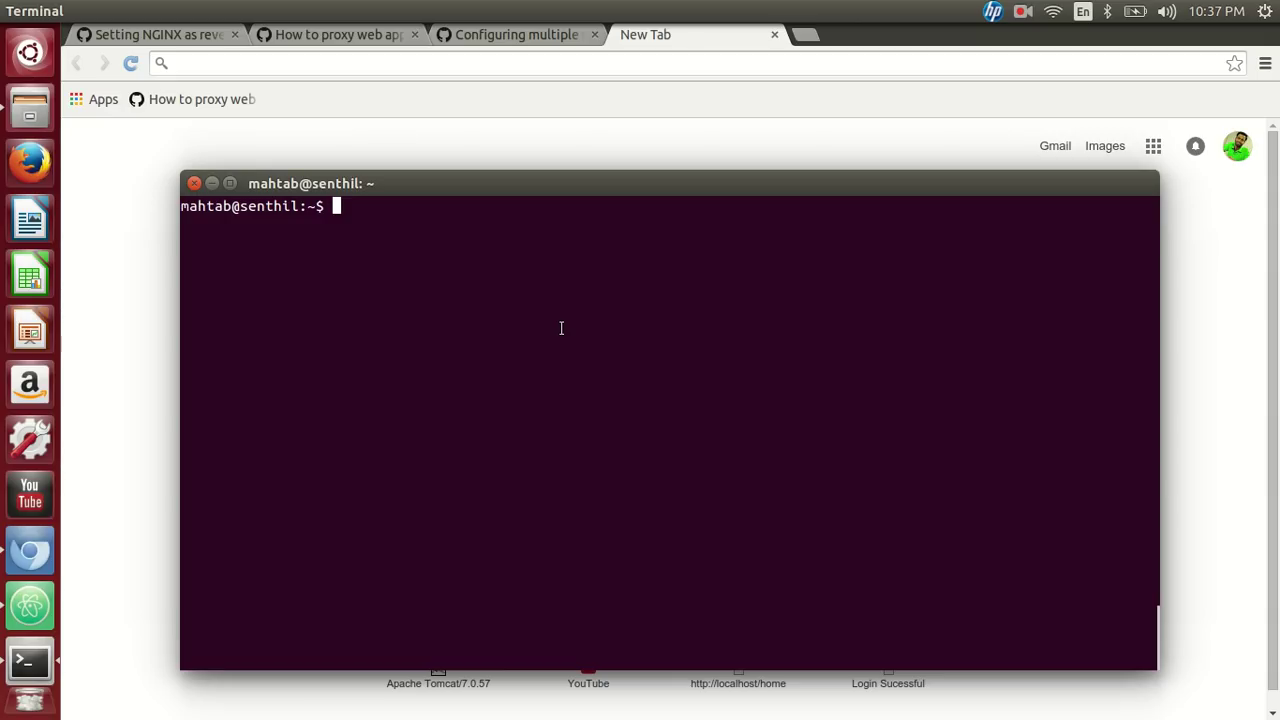 Terminal
hp
En
10:37 PM
Setting NGINX as reve
How to proxy web app
Configuring multiple
New Tab
Apps
How to proxy web
Gmail
Images
mahtab@senthil: ~
mahtab@senthil:~$
a
You
Tube
>_
Apache Tomcat/7.0.57
YouTube
http://localhost/home
Login Sucessful